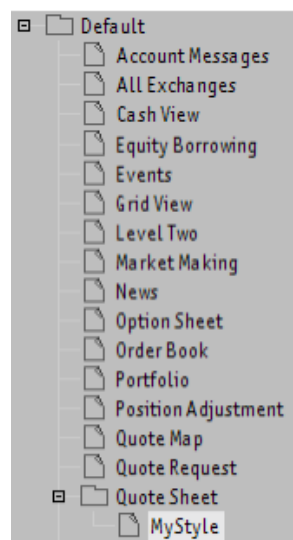 Default
Account Messages
All Exchanges
Cash View
Equity Borrowing
Events
Grid View
Level Two
Market Making
News
Option Sheet
Order Book
Portfolio
Position Adjustment
Quote Map
Quote Request
Quote Sheet
MyStyle